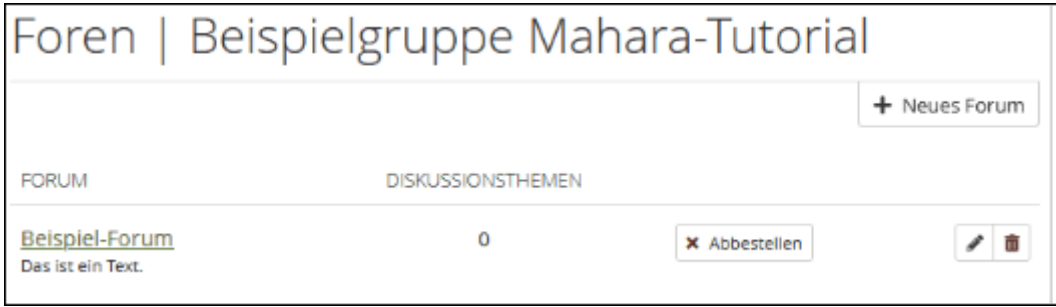 Foren | Beispielgruppe Mahara-Tutorial
+ Neues Forum
FORUM DISKUSSIONSTHEMEN
Beispiel-Forum 0 × Abbestellen
Das ist ein Text.